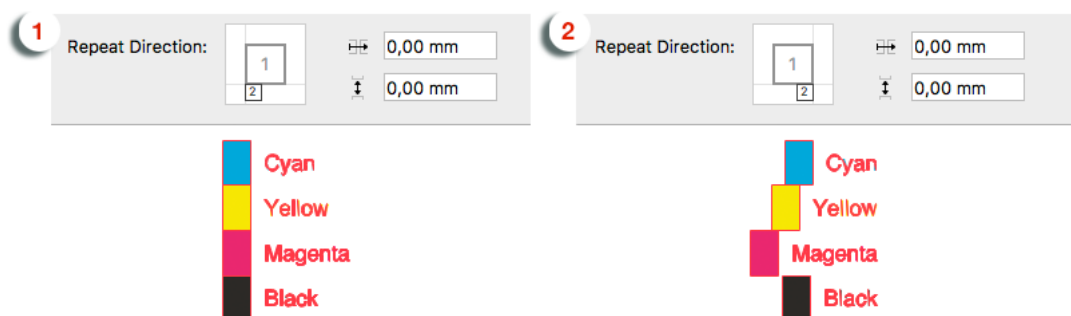 1
Repeat Direction:
1
2
0,00 mm
0,00 mm
Cyan
Yellow
Magenta
Black
2
Repeat Direction:
1
2
0,00 mm
0,00 mm
Cyan
Yellow
Magenta
Black